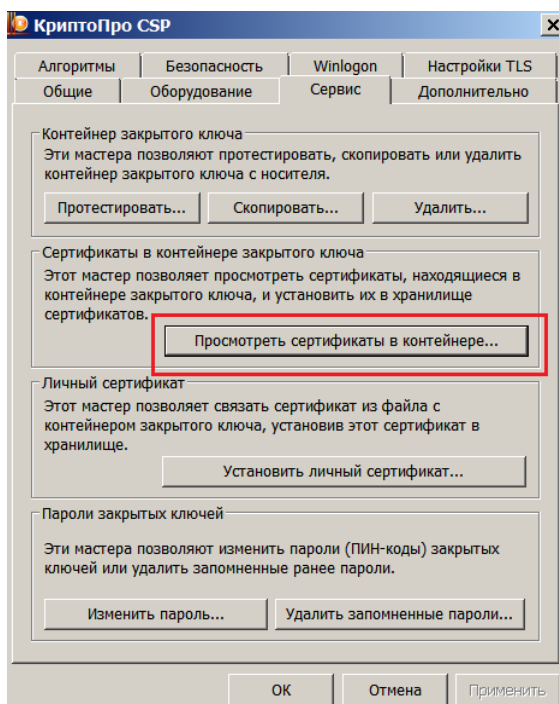 КриптоПро CSP
Алгоритмы Безопасность Winlogon Настройки TLS
Общие Оборудование Сервис Дополнительно
Контейнер закрытого ключа
Эти мастера позволяют протестировать, скопировать или удалить
контейнер закрытого ключа с носителя.
Протестировать... Скопировать... Удалить...
Сертификаты в контейнере закрытого ключа
Этот мастер позволяет просмотреть сертификаты, находящиеся в
контейнере закрытого ключа, и установить их в хранилище
сертификатов.
Просмотреть сертификаты в контейнере...
Личный сертификат
Этот мастер позволяет связать сертификат из файла с
контейнером закрытого ключа, установив этот сертификат в
хранилище.
Установить личный сертификат...
Пароли закрытых ключей
Эти мастера позволяют изменить пароли (ПИН-коды) закрытых
ключей или удалить запомненные ранее пароли.
Изменить пароль... Удалить запомненные пароли...
ОК Отмена Применить